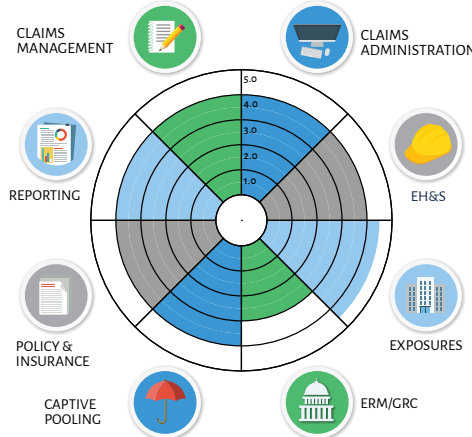 CLAIMS
MANAGEMENT
CLAIMS
ADMINISTRATION
5.0
4.0
3.0
2.0
1.0
REPORTING
EH&S
POLICY &
INSURANCE
EXPOSURES
CAPTIVE
POOLING
ERM/GRC